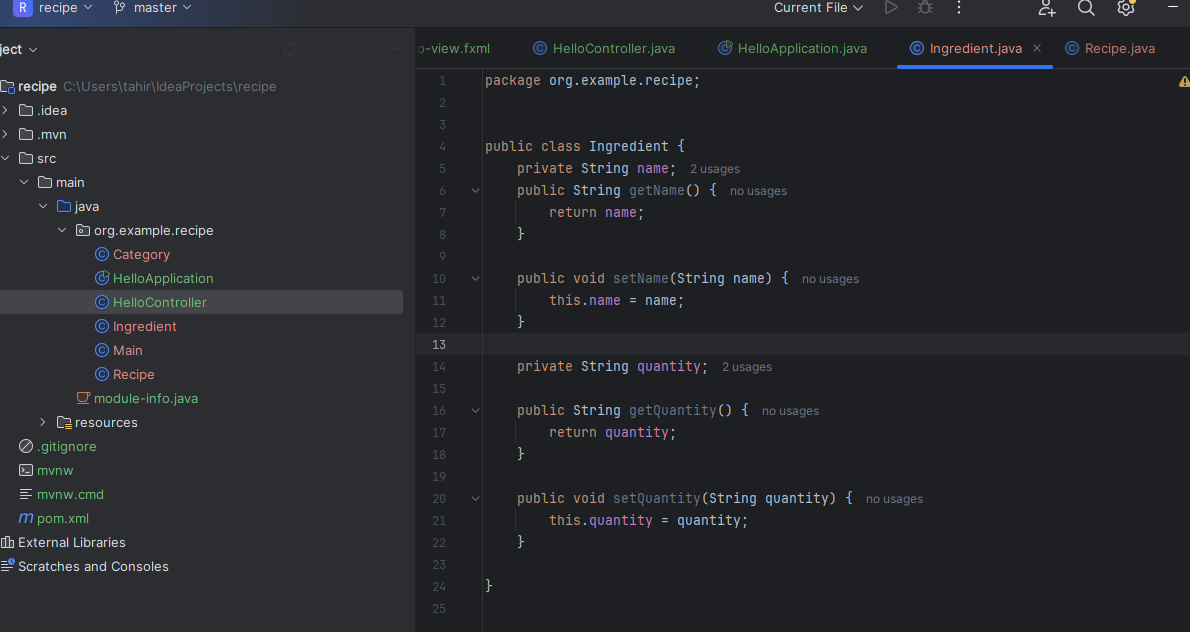 R recipe master Current File
ject
recipe C:\Users\tahir\IdeaProjects\recipe
.idea
.mvn
src
main
java
org.example.recipe
Category
HelloApplication
HelloController
Ingredient
Main
Recipe
module-info.java
resources
.gitignore
mvnw
mvnw.cmd
pom.xml
External Libraries
Scratches and Consoles
o-view.fxml HelloController.java HelloApplication.java Ingredient.java Recipe.java
1 package org.example.recipe;
2
3
4 public class Ingredient {
5 private String name; 2 usages
6 public String getName() { no usages
7 return name;
8 }
9
10 public void setName(String name) { no usages
11 this.name = name;
12 }
13
14 private String quantity; 2 usages
15
16 public String getQuantity() { no usages
17 return quantity;
18 }
19
20 public void setQuantity(String quantity) { no usages
21 this.quantity = quantity;
22 }
23
24 }
25